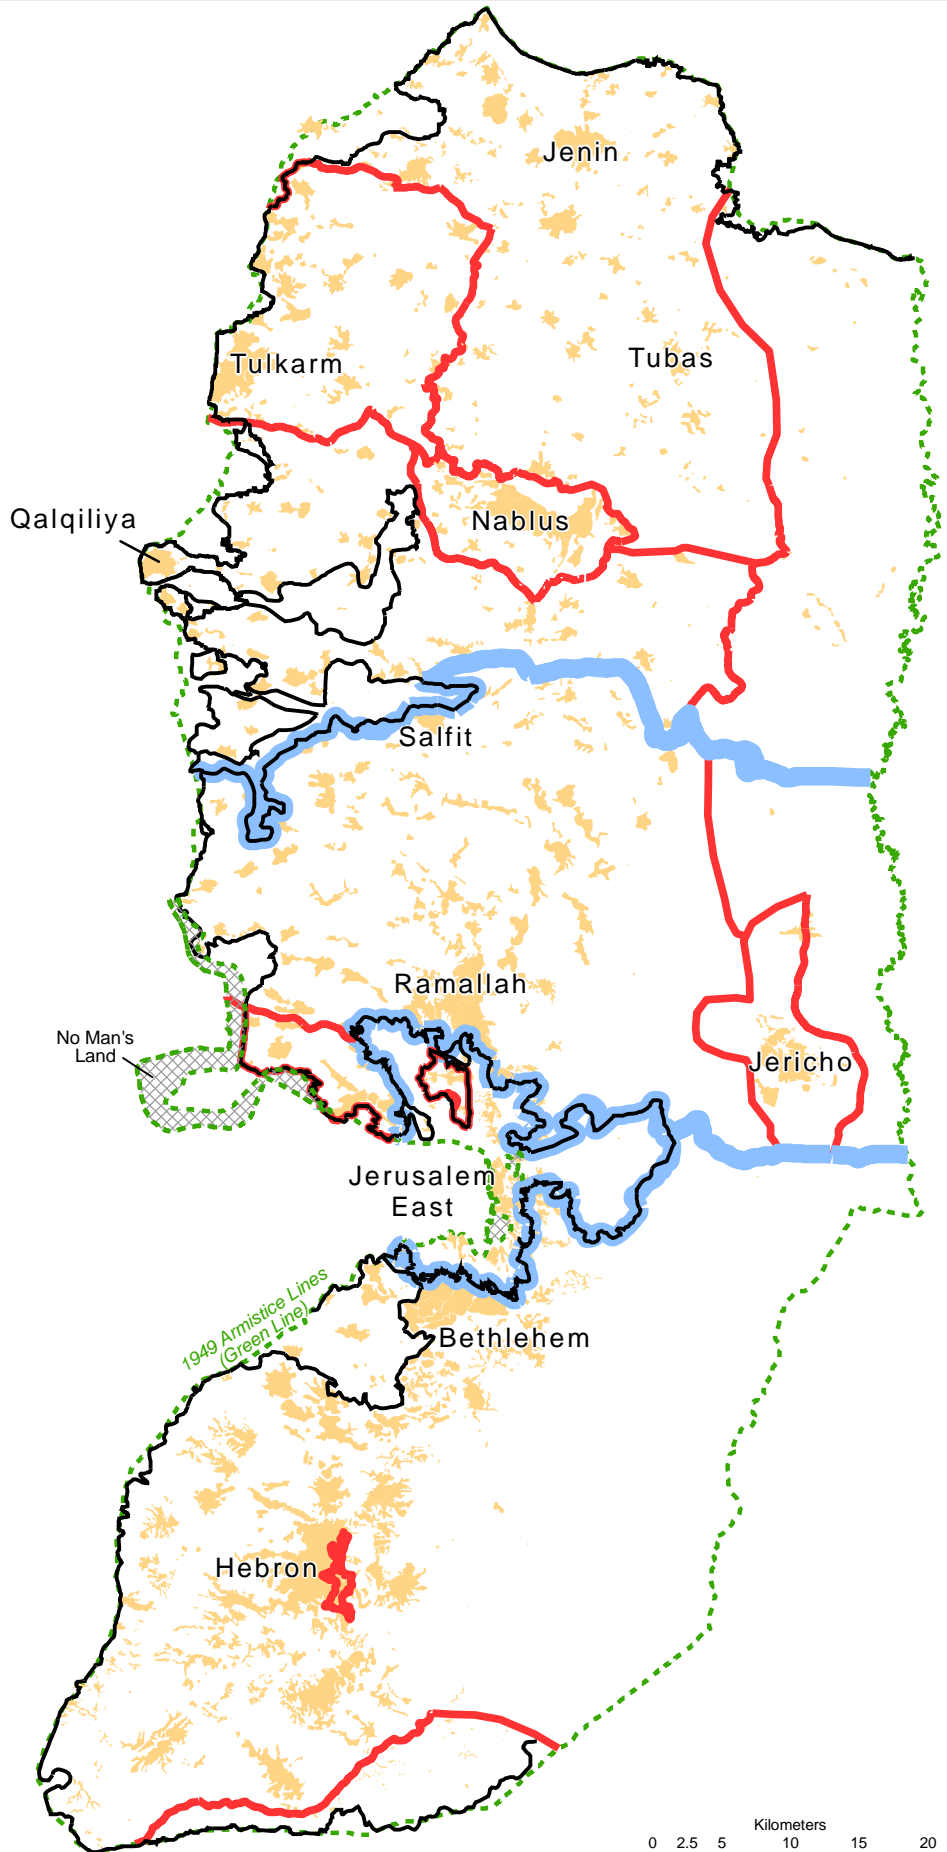 Jenin
Tulkarm
Tubas
Qalqiliya
Nablus
Salfit
Ramallah
No Man's
Land
Jericho
Jerusalem
East
1949 Armistice Lines
(Green Line)
Bethlehem
Hebron
Kilometers
0 2.5 5 10 15 20